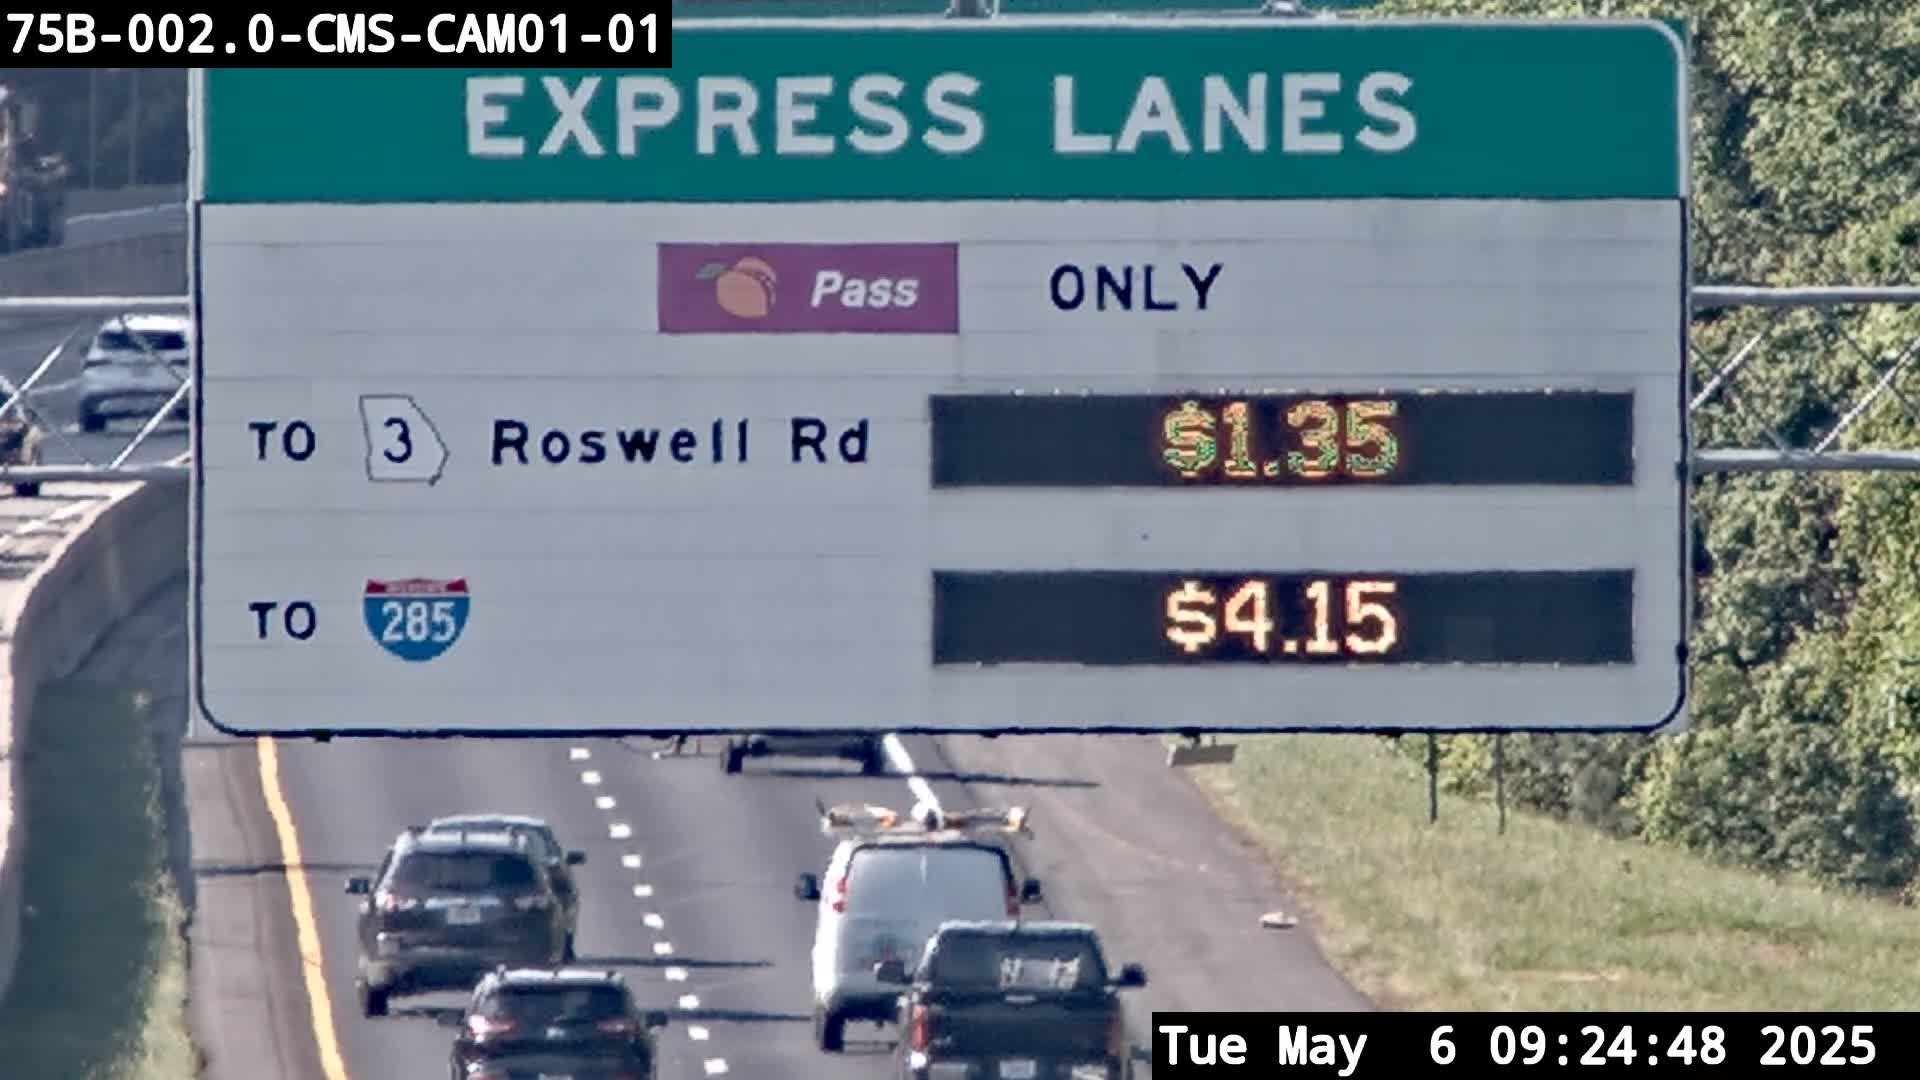 75B-002.0-CMS-CAM01-01
EXPRESS LANES
Pass ONLY
TO 3 Roswell Rd $1.35
TO 285 $4.15
Tue May 6 09:24:48 2025